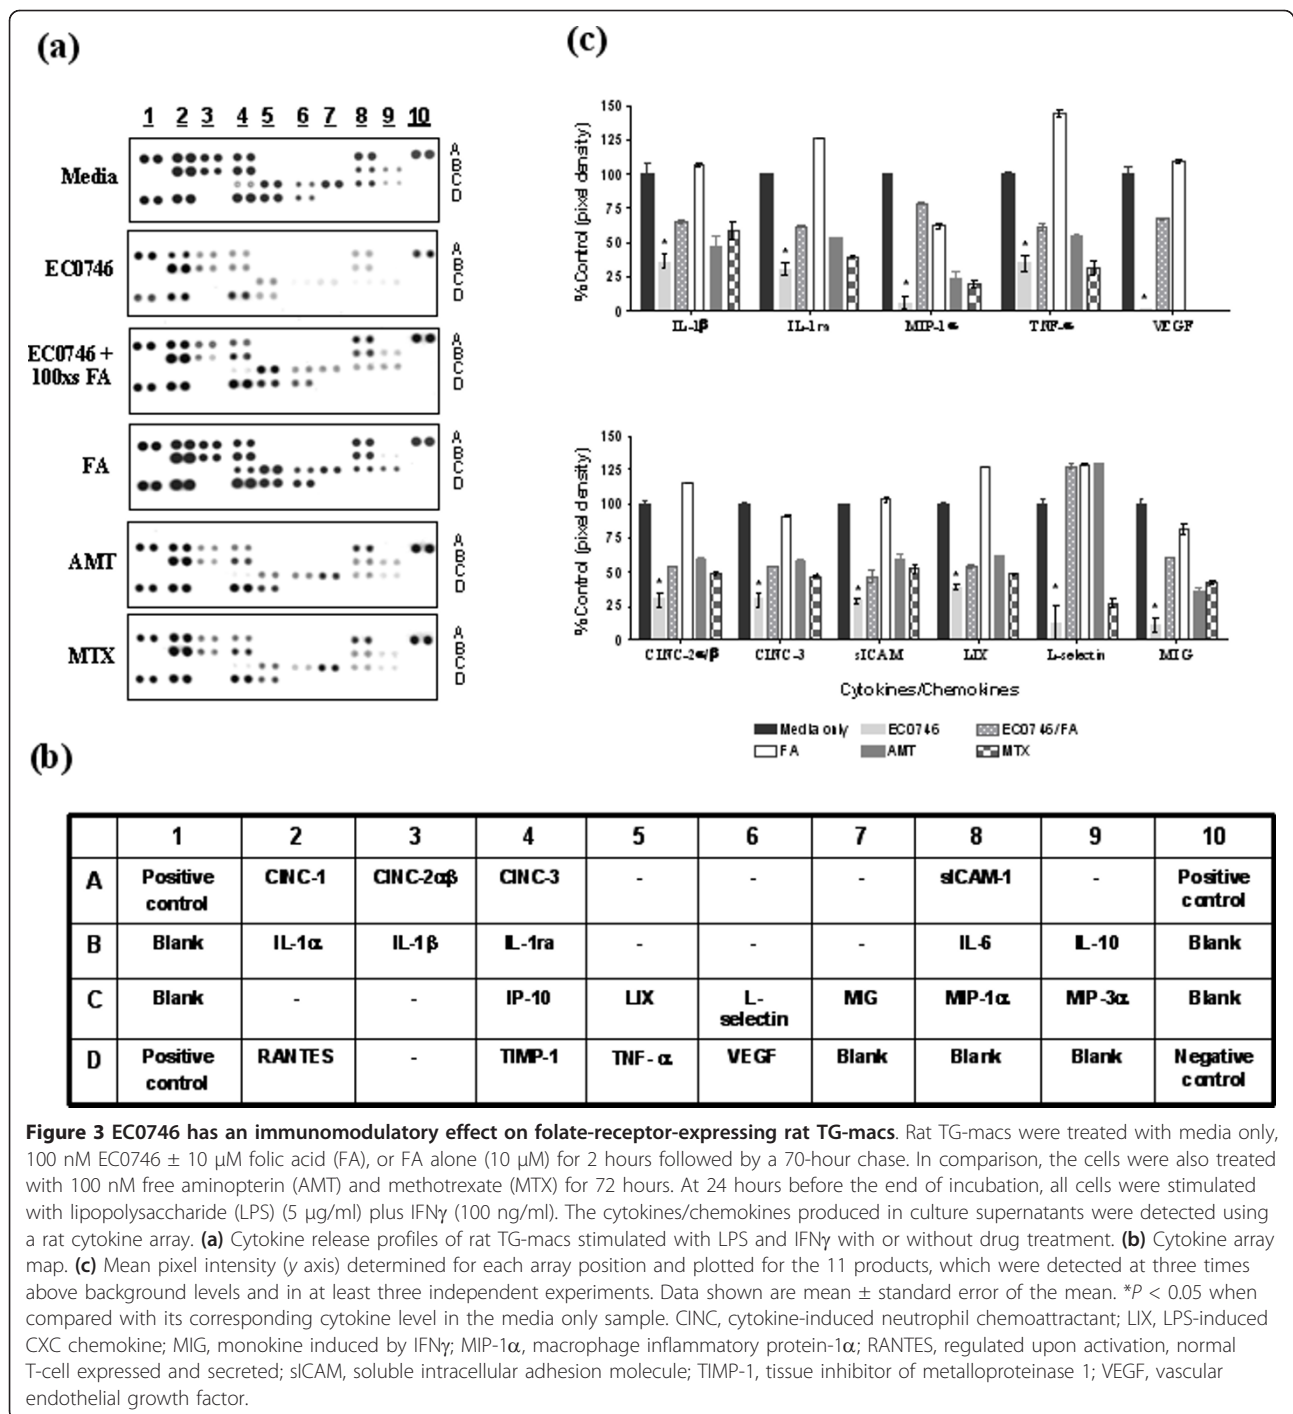 (a)
1 2 3 4 5 6 7 8 9 10
Media
A
B
C
D
EC0746
A
B
C
D
EC0746 +
100xs FA
A
B
C
D
FA
A
B
C
D
AMT
A
B
C
D
MTX
A
B
C
D
(c)
% Control (pixel density)
150
125
100
75
50
25
0
* * * * *
IL-1β IL-1ra MIP-1α TNF-α VEGF
% Control (pixel density)
150
125
100
75
50
25
0
* * * * * *
CINC-2α/β CINC-3 sICAM LIX L-selectin MIG
Cytokines/Chemokines
Media only EC0746 EC0746/FA
FA AMT MTX
(b)
1 2 3 4 5 6 7 8 9 10
A Positive control CINC-1 CINC-2αβ CINC-3 - - - sICAM-1 - Positive control
B Blank IL-1α IL-1β IL-1ra - - - IL-6 IL-10 Blank
C Blank - - IP-10 LIX L-selectin MIG MIP-1α MIP-3α Blank
D Positive control RANTES - TIMP-1 TNF-α VEGF Blank Blank Blank Negative control
Figure 3 EC0746 has an immunomodulatory effect on folate-receptor-expressing rat TG-macs. Rat TG-macs were treated with media only,
100 nM EC0746 ± 10 μM folic acid (FA), or FA alone (10 μM) for 2 hours followed by a 70-hour chase. In comparison, the cells were also treated
with 100 nM free aminopterin (AMT) and methotrexate (MTX) for 72 hours. At 24 hours before the end of incubation, all cells were stimulated
with lipopolysaccharide (LPS) (5 μg/ml) plus IFNγ (100 ng/ml). The cytokines/chemokines produced in culture supernatants were detected using
a rat cytokine array. (a) Cytokine release profiles of rat TG-macs stimulated with LPS and IFNγ with or without drug treatment. (b) Cytokine array
map. (c) Mean pixel intensity (y axis) determined for each array position and plotted for the 11 products, which were detected at three times
above background levels and in at least three independent experiments. Data shown are mean ± standard error of the mean. *P < 0.05 when
compared with its corresponding cytokine level in the media only sample. CINC, cytokine-induced neutrophil chemoattractant; LIX, LPS-induced
CXC chemokine; MIG, monokine induced by IFNγ; MIP-1α, macrophage inflammatory protein-1α; RANTES, regulated upon activation, normal
T-cell expressed and secreted; sICAM, soluble intracellular adhesion molecule; TIMP-1, tissue inhibitor of metalloproteinase 1; VEGF, vascular
endothelial growth factor.